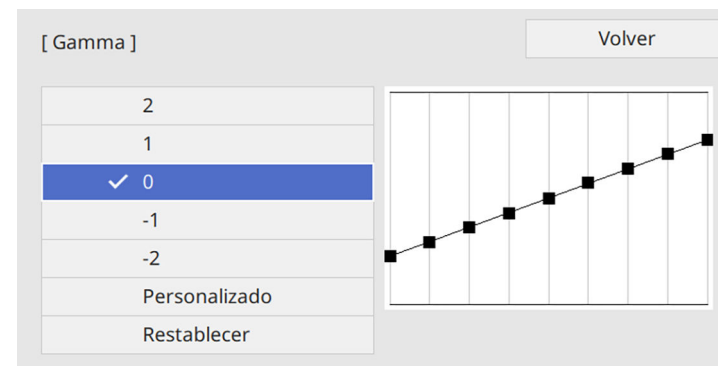 [ Gamma ]
Volver
2
1
0
-1
-2
Personalizado
Restablecer